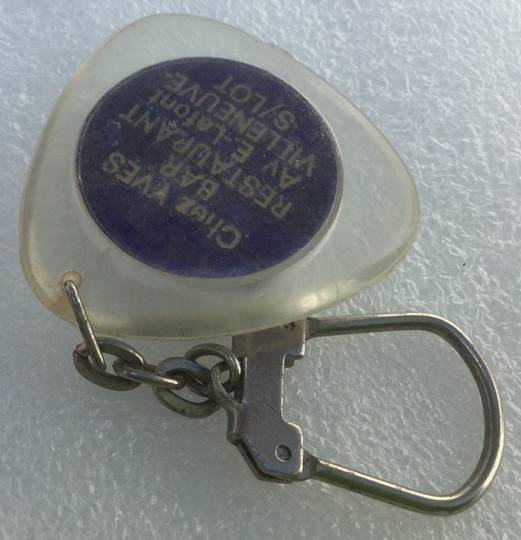 Chez YVES
BAR
RESTAURANT
AV E. Lafont
VILLENEUVE-
S/LOT